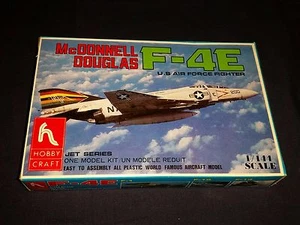 McDONNELL
DOUGLAS
F-4E
U.S AIR FORCE FIGHTER
HOBBY
CRAFT
JET SERIES
ONE MODEL KIT/UN MODELE REDUIT
EASY TO ASSEMBLY ALL PLASTIC WORLD FAMOUS AIRCRAFT MODEL
1/144
SCALE
F-4E